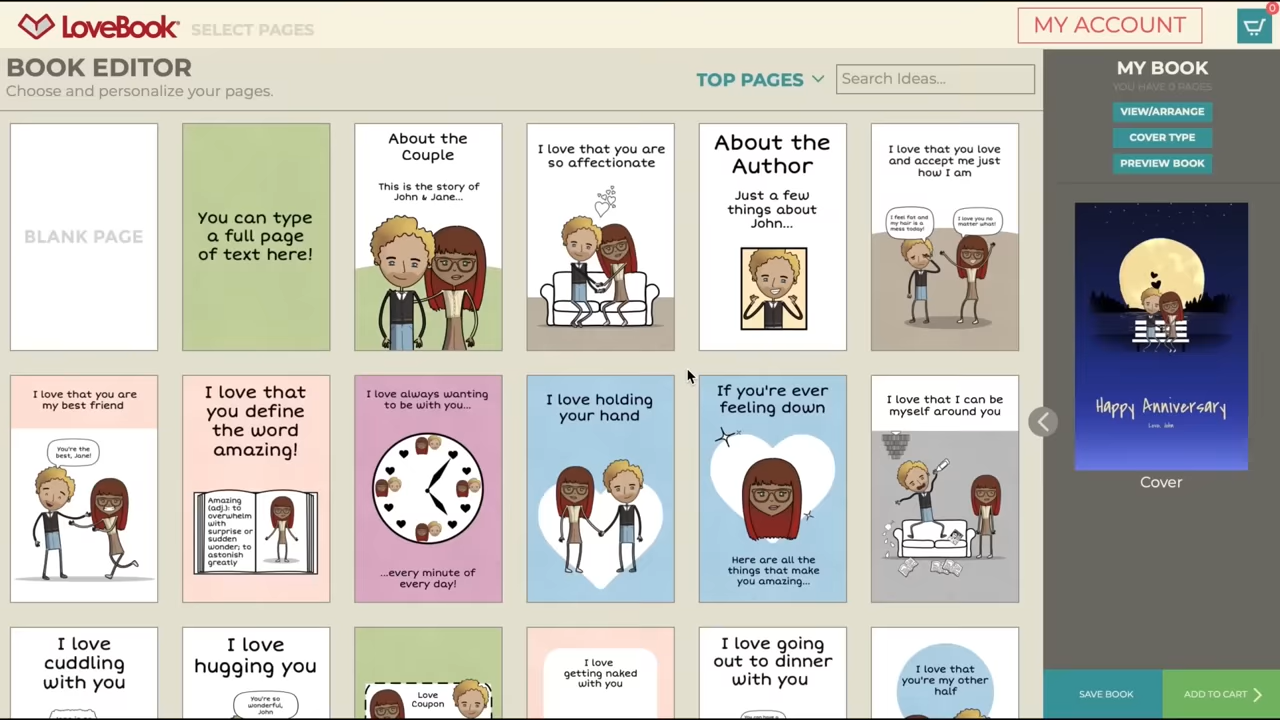 LoveBook
SELECT PAGES
MY ACCOUNT
0
BOOK EDITOR
Choose and personalize your pages.
TOP PAGES
Search Ideas...
MY BOOK
YOU HAVE 0 PAGES
VIEW/ARRANGE
COVER TYPE
PREVIEW BOOK
BLANK PAGE
You can type
a full page
of text here!
About the
Couple
This is the story of
John & Jane...
I love that you are
so affectionate
About the
Author
Just a few
things about
John...
I love that you love
and accept me just
how I am
I feel fat and
my hair is a
mess today!
I love you no
matter what!
Happy Anniversary
Love, John
Cover
I love that you are
my best friend
You're the
best, Jane!
I love that
you define
the word
amazing!
Amazing
(adj.): to
overwhelm
with
surprise or
sudden
wonder; to
astonish
greatly
I love always wanting
to be with you...
...every minute of
every day!
I love holding
your hand
If you're ever
feeling down
Here are all the
things that make
you amazing...
I love that I can be
myself around you
I love
cuddling
with you
I love
hugging you
You're so
wonderful,
John
Love
Coupon
I love
getting naked
with you
I love going
out to dinner
with you
I love that
you're my other
half
SAVE BOOK
ADD TO CART